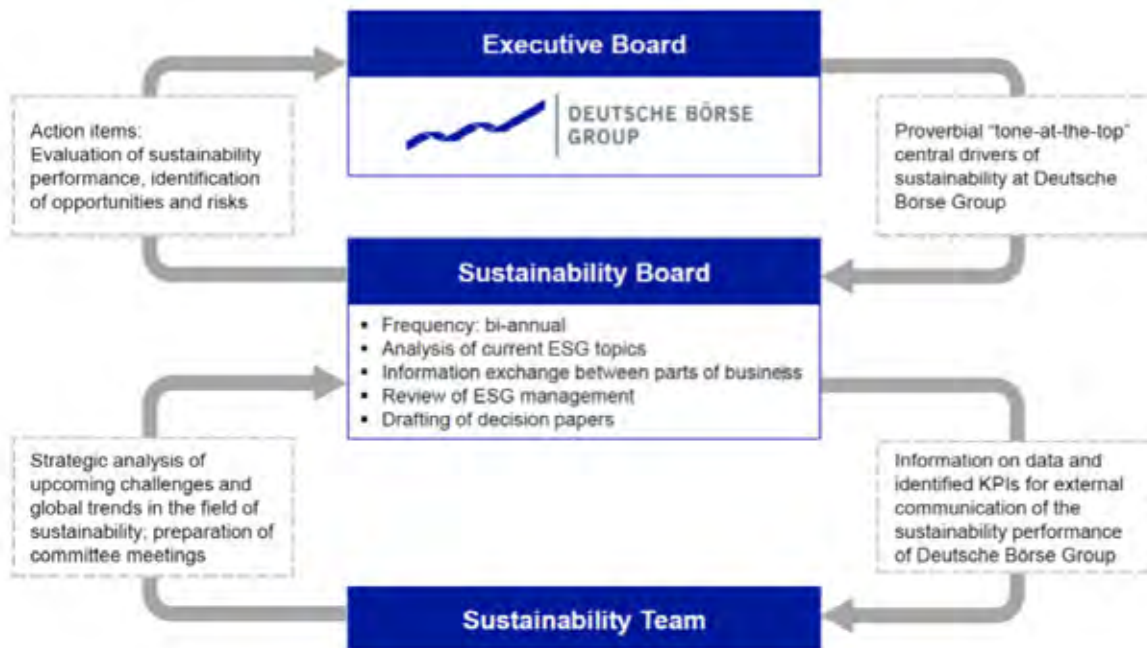 Executive Board
DEUTSCHE BÖRSE
GROUP
Action items:
Evaluation of sustainability
performance, identification
of opportunities and risks
Proverbial “tone-at-the-top”
central drivers of
sustainability at Deutsche
Börse Group
Sustainability Board
▪ Frequency: bi-annual
▪ Analysis of current ESG topics
▪ Information exchange between parts of business
▪ Review of ESG management
▪ Drafting of decision papers
Strategic analysis of
upcoming challenges and
global trends in the field of
sustainability; preparation of
committee meetings
Information on data and
identified KPIs for external
communication of the
sustainability performance
of Deutsche Börse Group
Sustainability Team